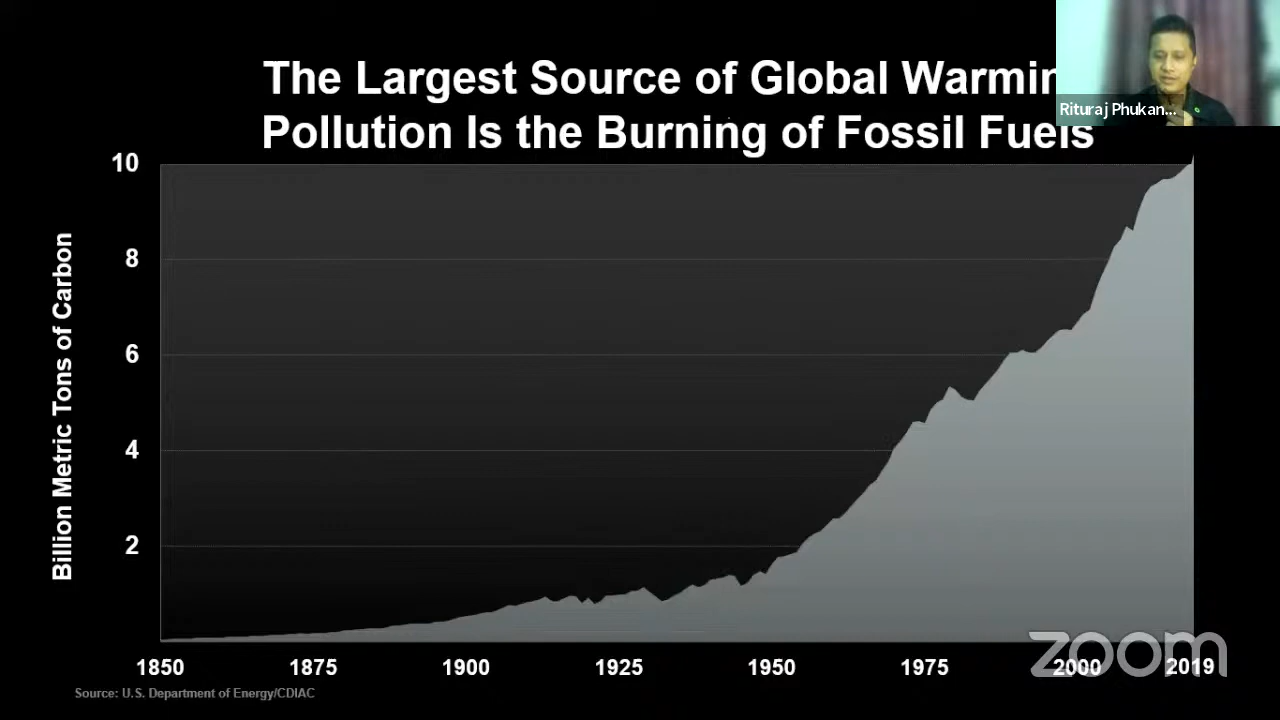 The Largest Source of Global Warmin
Pollution Is the Burning of Fossil Fuels
Rituraj Phukan...
Billion Metric Tons of Carbon
10
8
6
4
2
1850 1875 1900 1925 1950 1975 2000 2019
zoom
Source: U.S. Department of Energy/CDIAC